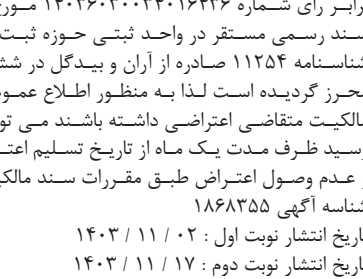 برابر رای شماره ۱۴۰۳۶۰۳۰۰۰۳۴۰۱۶۲۳۶ مور
سند رسمی مستقر در واحد ثبتی حوزه ثبت
شناسنامه ۱۱۲۵۴ صادره از آران و بیدگل در شش
محرز گردیده است لذا به منظور اطلاع عمو
مالکیت متقاضی اعتراضی داشته باشند می تو
رسید ظرف مدت یک ماه از تاریخ تسلیم اعت
و عدم وصول اعتراض طبق مقررات سند مالکی
شناسه آگهی ۱۸۶۸۳۵۵
تاریخ انتشار نوبت اول : ۰۲ / ۱۱ / ۱۴۰۳
تاریخ انتشار نوبت دوم : ۱۷ / ۱۱ / ۱۴۰۳